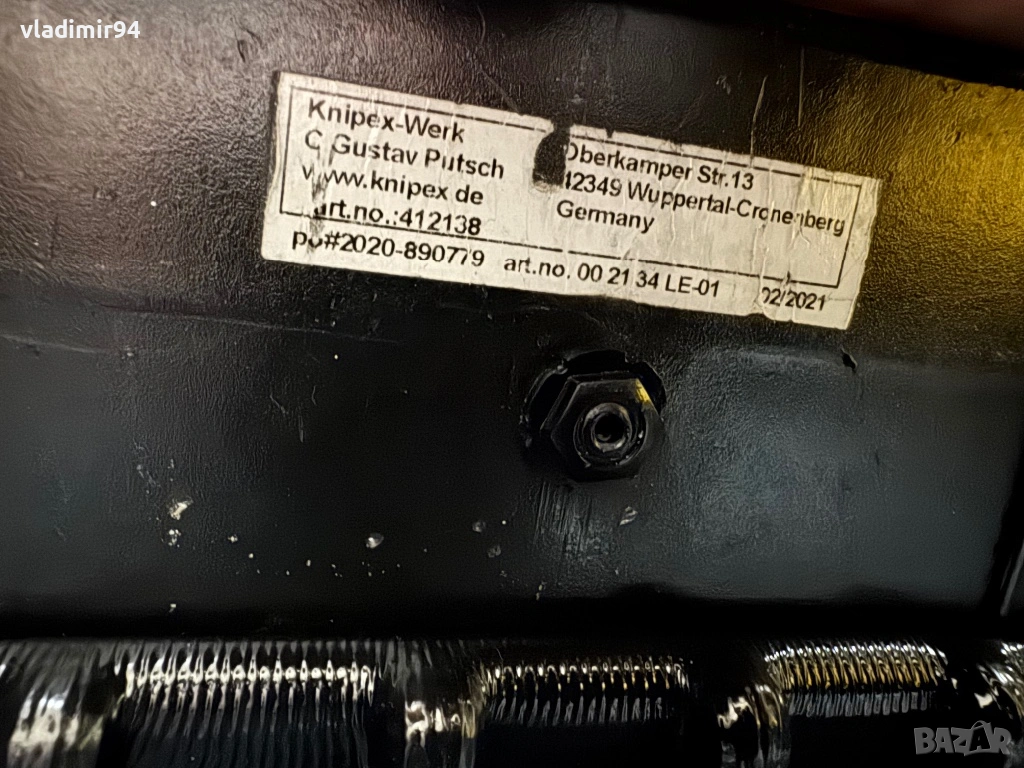 vladimir94
Knipex-Werk
C Gustav Putsch
www.knipex de
art.no.:412138
Oberkamper Str.13
42349 Wuppertal-Cronenberg
Germany
po#2020-890779 art.no. 00 21 34 LE-01 02/2021
BAZAR